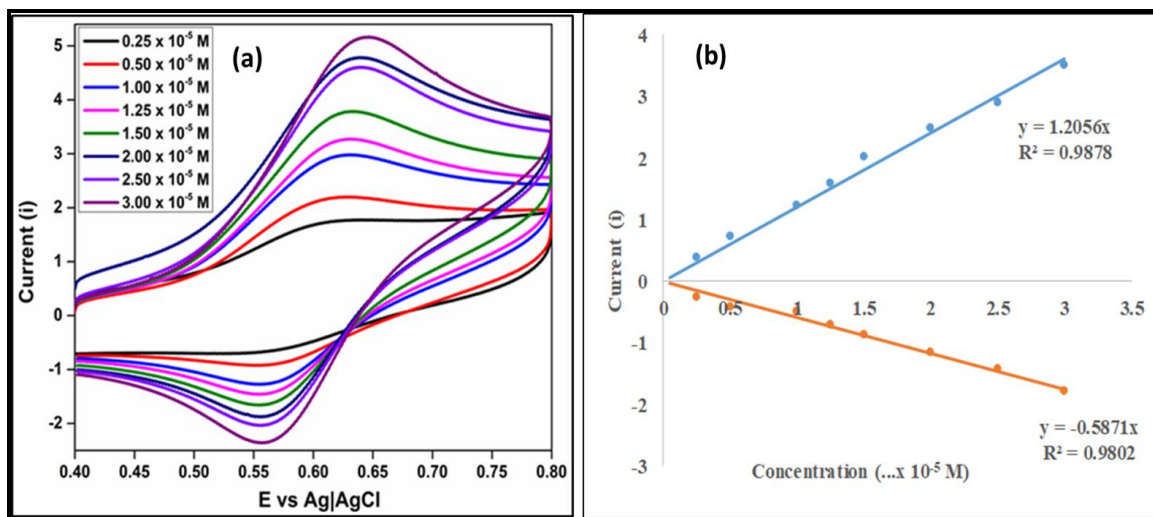 (a)
0.25 x 10⁻⁵ M
0.50 x 10⁻⁵ M
1.00 x 10⁻⁵ M
1.25 x 10⁻⁵ M
1.50 x 10⁻⁵ M
2.00 x 10⁻⁵ M
2.50 x 10⁻⁵ M
3.00 x 10⁻⁵ M
Current (i)
5
4
3
2
1
0
-1
-2
0.40 0.45 0.50 0.55 0.60 0.65 0.70 0.75 0.80
E vs Ag|AgCl
(b)
Current (i)
4
3
2
1
0
-1
-2
-3
0 0.5 1 1.5 2 2.5 3 3.5
y = 1.2056x
R² = 0.9878
y = -0.5871x
R² = 0.9802
Concentration (...x 10⁻⁵ M)